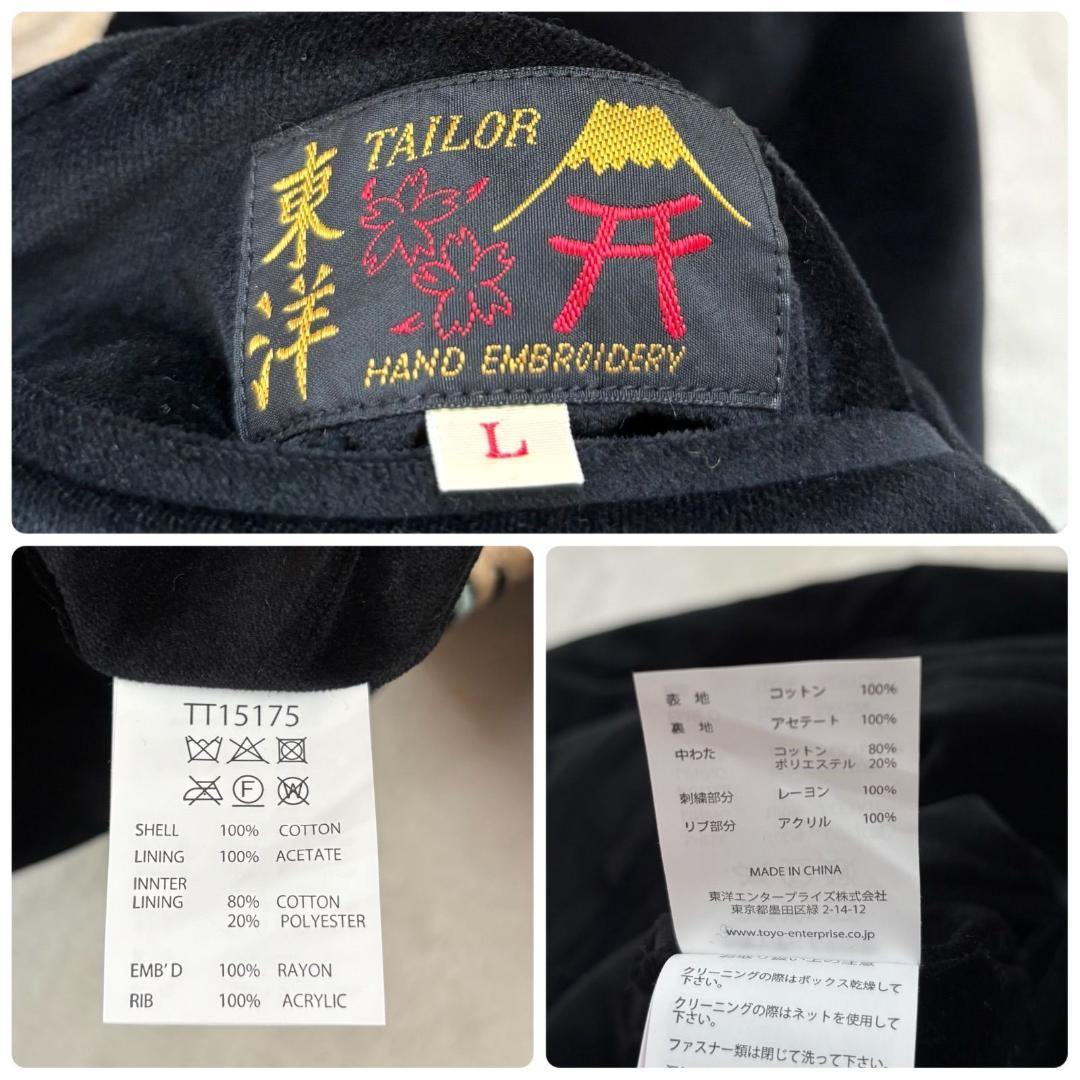 東洋
TAILOR
HAND EMBROIDERY
L
TT15175
F
W
SHELL 100% COTTON
LINING 100% ACETATE
INNTER
LINING 80% COTTON
20% POLYESTER
EMB'D 100% RAYON
RIB 100% ACRYLIC
表 地 コットン 100%
裏 地 アセテート 100%
中わた コットン 80%
ポリエステル 20%
刺繍部分 レーヨン 100%
リブ部分 アクリル 100%
MADE IN CHINA
東洋エンタープライズ株式会社
東京都墨田区緑 2-14-12
www.toyo-enterprise.co.jp
クリーニングの際はボックス乾燥して
下さい。
クリーニングの際はネットを使用して
下さい。
ファスナー類は閉じて洗って下さい。